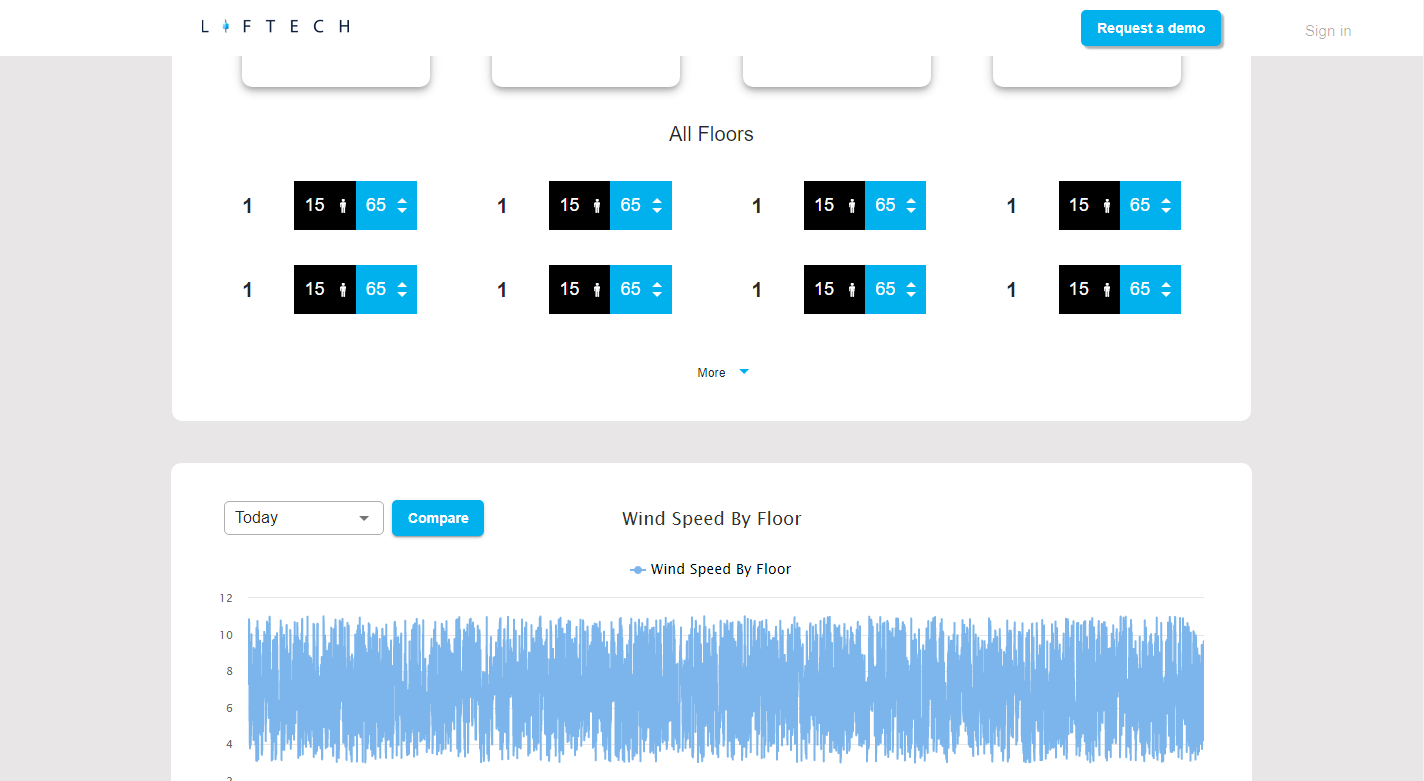 LIFTECH
Request a demo
Sign in
All Floors
1 15 65 1 15 65 1 15 65 1 15 65
1 15 65 1 15 65 1 15 65 1 15 65
More
Today
Compare
Wind Speed By Floor
Wind Speed By Floor
12
10
8
6
4
2